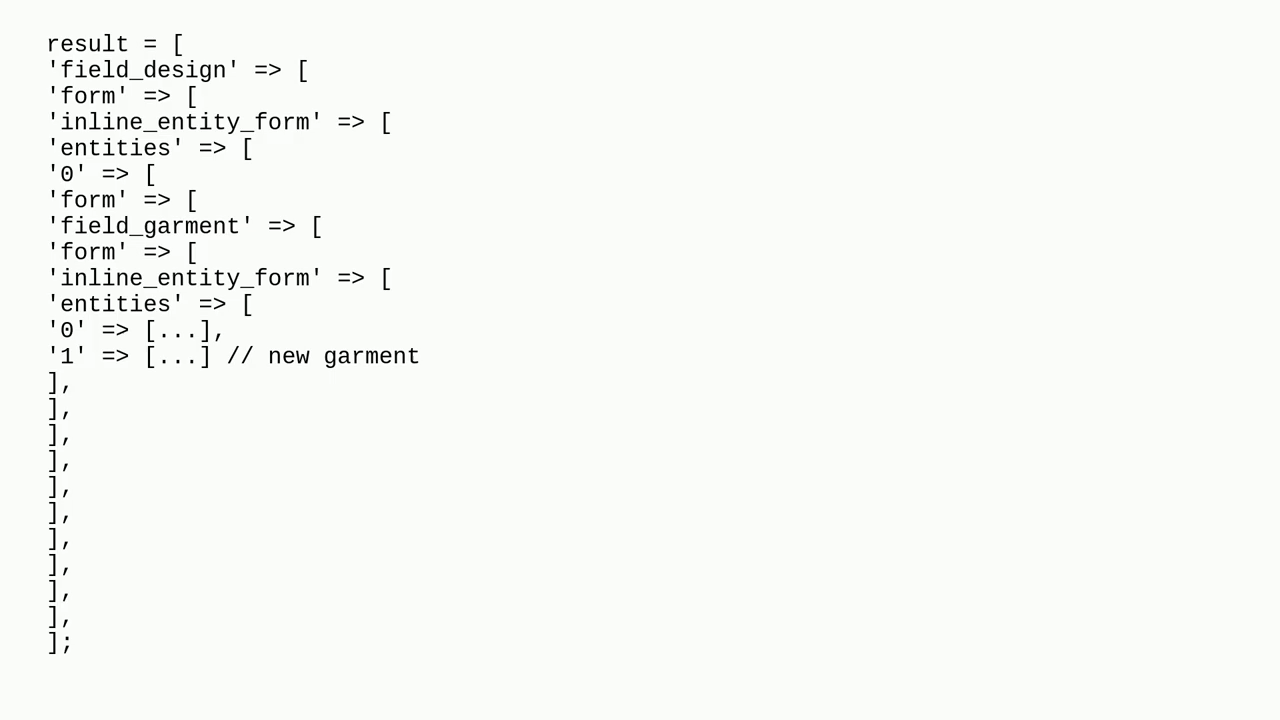 result = [
'field_design' => [
'form' => [
'inline_entity_form' => [
'entities' => [
'0' => [
'form' => [
'field_garment' => [
'form' => [
'inline_entity_form' => [
'entities' => [
'0' => [...],
'1' => [...] // new garment
],
],
],
],
],
],
],
],
],
],
];